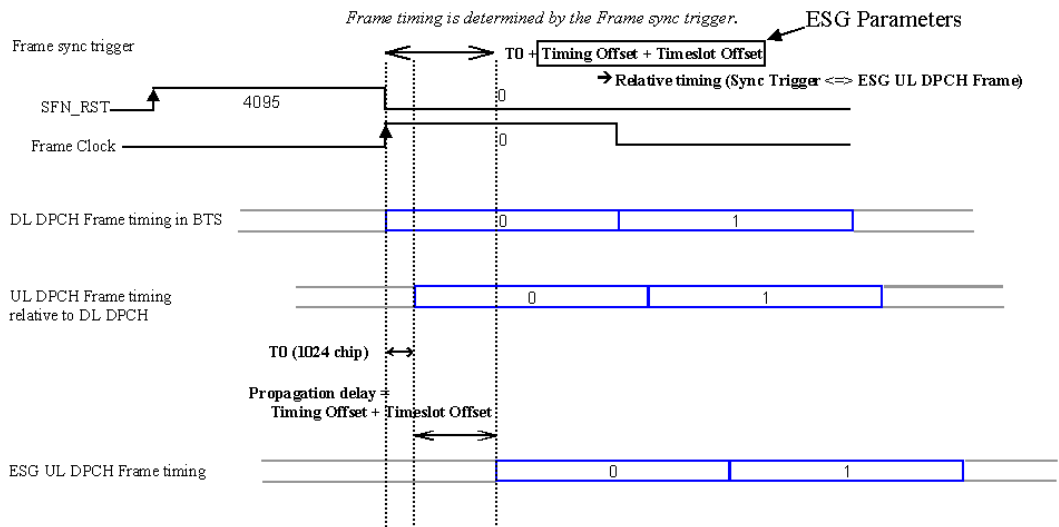 Frame timing is determined by the Frame sync trigger.
ESG Parameters
Frame sync trigger
T0 + Timing Offset + Timeslot Offset
➔ Relative timing (Sync Trigger <=> ESG UL DPCH Frame)
SFN_RST
4095
0
Frame Clock
0
DL DPCH Frame timing in BTS
0
1
UL DPCH Frame timing
relative to DL DPCH
0
1
T0 (1024 chip)
Propagation delay =
Timing Offset + Timeslot Offset
ESG UL DPCH Frame timing
0
1